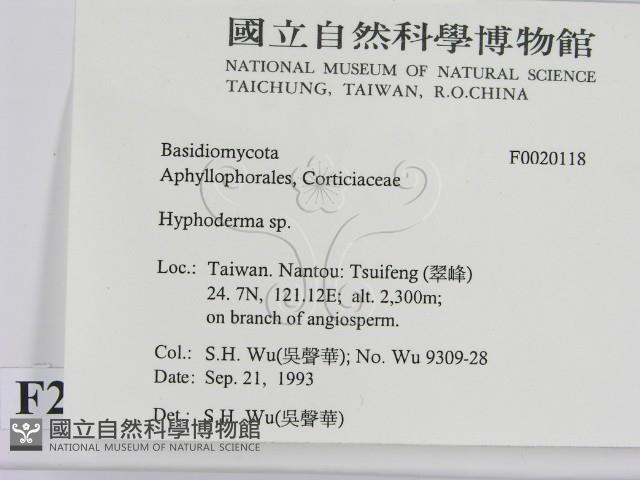 國立自然科學博物館
NATIONAL MUSEUM OF NATURAL SCIENCE
TAICHUNG, TAIWAN, R.O.CHINA
Basidiomycota F0020118
Aphyllophorales, Corticiaceae
Hyphoderma sp.
Loc.: Taiwan. Nantou: Tsuifeng (翠峰)
24. 7N, 121.12E; alt. 2,300m;
on branch of angiosperm.
Col.: S.H. Wu(吳聲華); No. Wu 9309-28
Date: Sep. 21, 1993
F2
Det.: S.H. Wu(吳聲華)
國立自然科學博物館
NATIONAL MUSEUM OF NATURAL SCIENCE